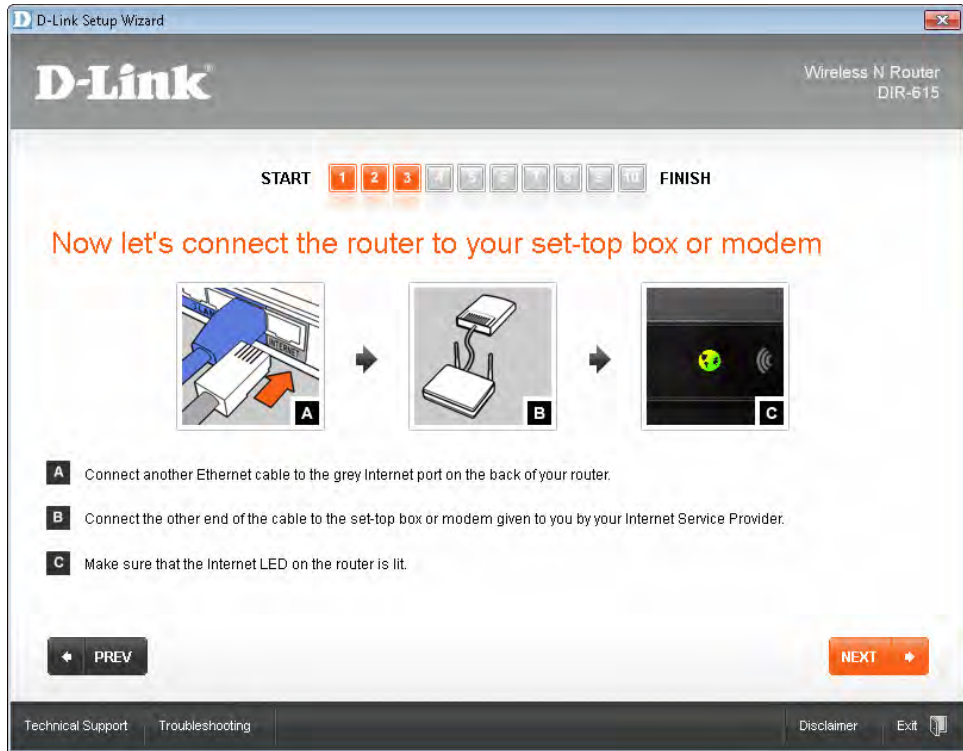 D-Link Setup Wizard
D-Link
Wireless N Router
DIR-615
START 1 2 3 4 5 6 7 8 9 10 FINISH
Now let's connect the router to your set-top box or modem
LAN
INTERNET
A
B
C
A Connect another Ethernet cable to the grey Internet port on the back of your router.
B Connect the other end of the cable to the set-top box or modem given to you by your Internet Service Provider.
C Make sure that the Internet LED on the router is lit.
PREV
NEXT
Technical Support Troubleshooting Disclaimer Exit